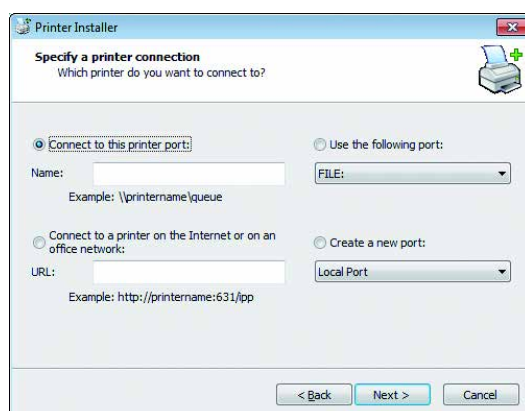 Printer Installer
Specify a printer connection
Which printer do you want to connect to?
Connect to this printer port:
Name:
Example: \\printername\queue
Use the following port:
FILE:
Connect to a printer on the Internet or on an
office network:
URL:
Example: http://printername:631/ipp
Create a new port:
Local Port
< Back
Next >
Cancel